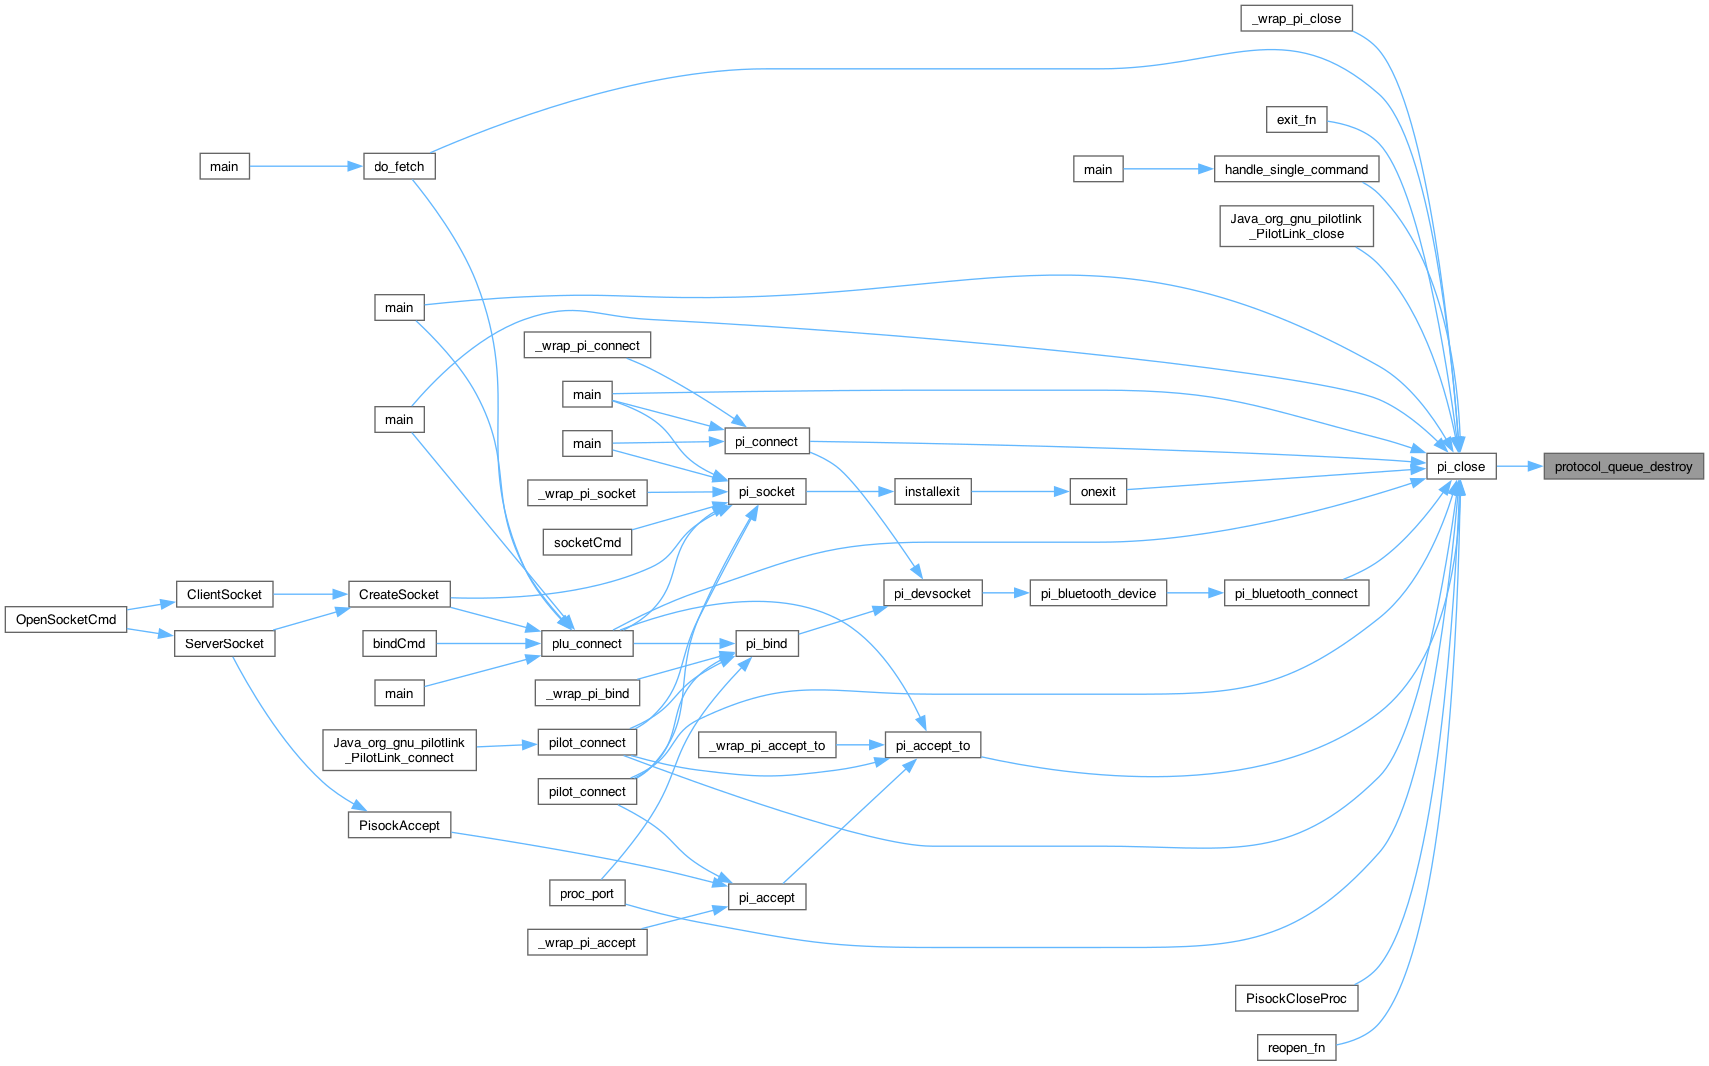 _wrap_pi_close
exit_fn
main
do_fetch
main
handle_single_command
Java_org_gnu_pilotlink
_PilotLink_close
main
_wrap_pi_connect
main
main
main
pi_connect
pi_close
protocol_queue_destroy
_wrap_pi_socket
pi_socket
installexit
onexit
socketCmd
OpenSocketCmd
ClientSocket
CreateSocket
pi_devsocket
pi_bluetooth_device
pi_bluetooth_connect
ServerSocket
bindCmd
plu_connect
pi_bind
main
_wrap_pi_bind
Java_org_gnu_pilotlink
_PilotLink_connect
pilot_connect
_wrap_pi_accept_to
pi_accept_to
pilot_connect
PisockAccept
proc_port
pi_accept
_wrap_pi_accept
PisockCloseProc
reopen_fn